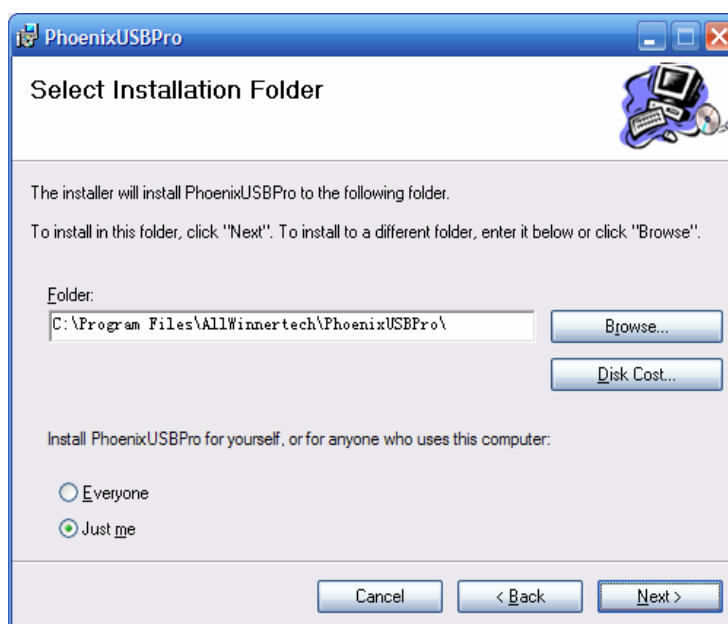 PhoenixUSBPro
Select Installation Folder
The installer will install PhoenixUSBPro to the following folder.
To install in this folder, click "Next". To install to a different folder, enter it below or click "Browse".
Folder:
C:\Program Files\AllWinnertech\PhoenixUSBPro\
Browse...
Disk Cost...
Install PhoenixUSBPro for yourself, or for anyone who uses this computer:
Everyone
Just me
Cancel
< Back
Next >